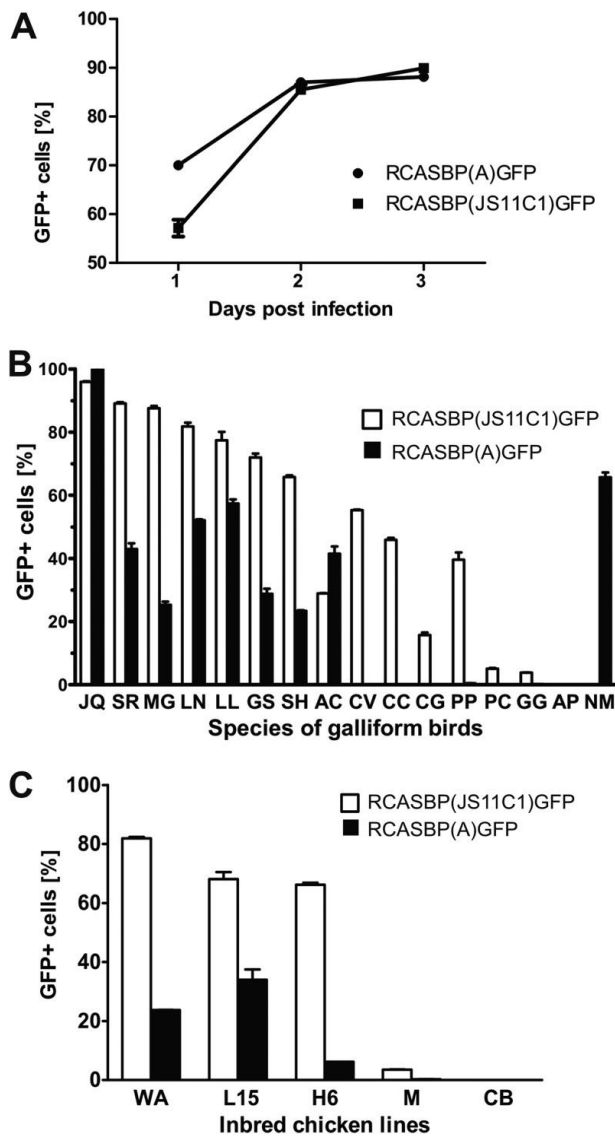 A
GFP+ cells [%]
100
90
80
70
60
50
RCASBP(A)GFP
RCASBP(JS11C1)GFP
1 2 3
Days post infection
B
GFP+ cells [%]
100
80
60
40
20
0
RCASBP(JS11C1)GFP
RCASBP(A)GFP
JQ SR MG LN LL GS SH AC CV CC CG PP PC GG AP NM
Species of galliform birds
C
GFP+ cells [%]
100
80
60
40
20
0
RCASBP(JS11C1)GFP
RCASBP(A)GFP
WA L15 H6 M CB
Inbred chicken lines